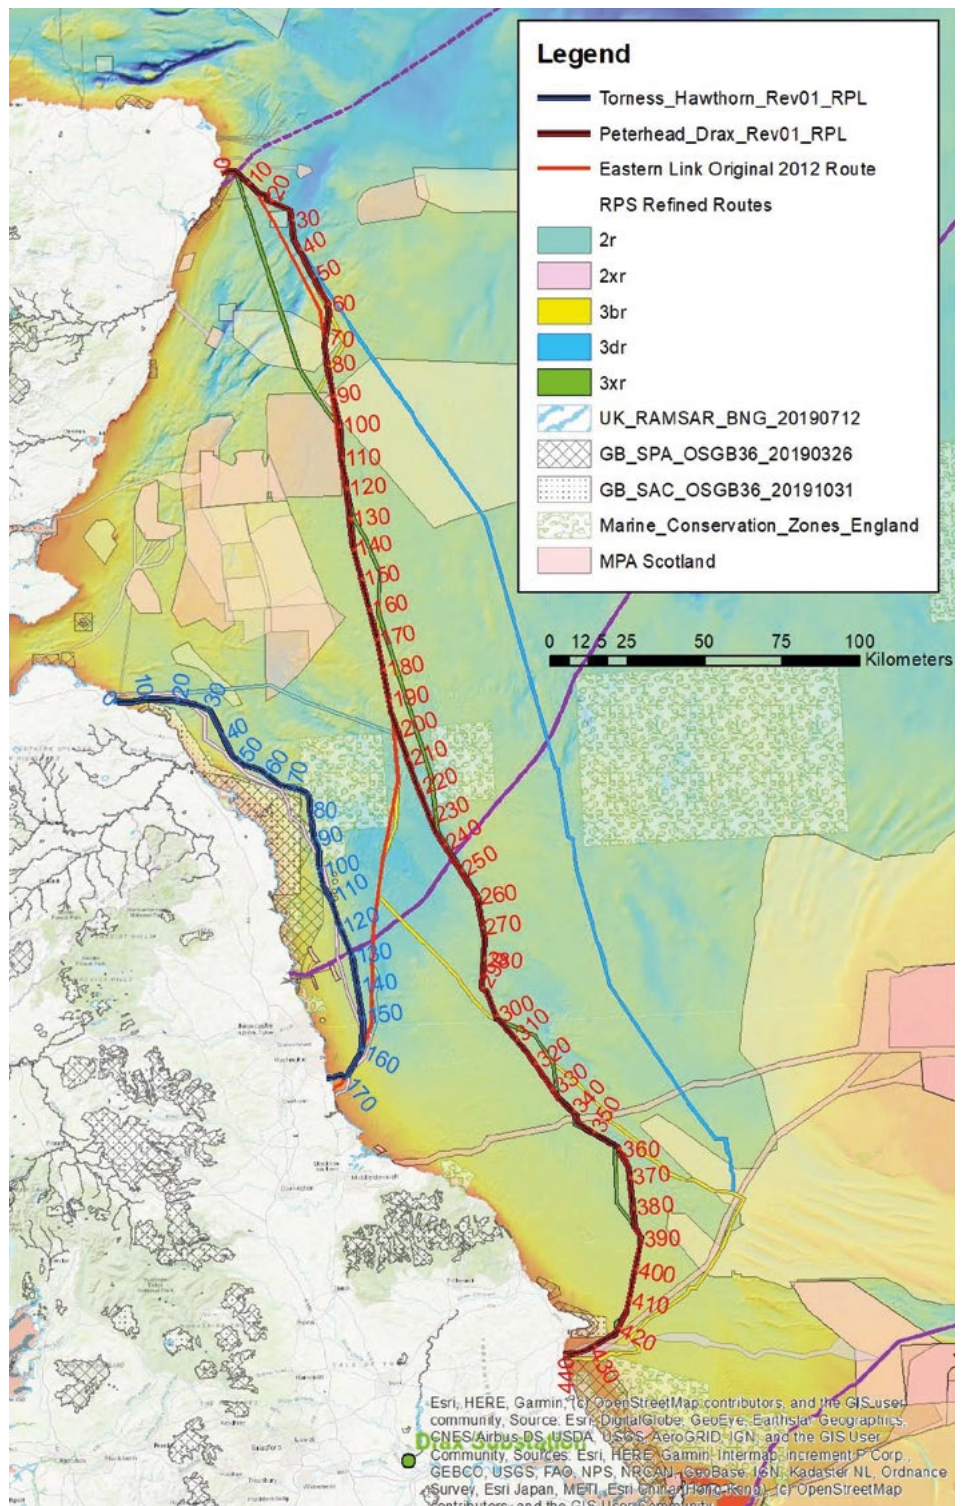 Legend
Torness_Hawthorn_Rev01_RPL
Peterhead_Drax_Rev01_RPL
Eastern Link Original 2012 Route
RPS Refined Routes
2r
2xr
3br
3dr
3xr
UK_RAMSAR_BNG_20190712
GB_SPA_OSGB36_20190326
GB_SAC_OSGB36_20191031
Marine_Conservation_Zones_England
MPA Scotland
0 12 25 50 75 100
Kilometers
0
10
20
30
40
50
60
70
80
90
100
110
120
130
140
150
160
170
180
190
200
210
220
230
240
250
260
270
280
290
300
310
320
330
340
350
360
370
380
390
400
410
420
430
440
0
10
20
30
40
50
60
70
80
90
100
110
120
130
140
150
160
170
Drax Substation
Esri, HERE, Garmin, (c) OpenStreetMap contributors, and the GIS user
community, Source: Esri, DigitalGlobe, GeoEye, Earthstar Geographics,
CNES/Airbus DS, USDA, USGS, AeroGRID, IGN, and the GIS User
Community, Sources: Esri, HERE, Garmin, Intermap, increment P Corp.,
GEBCO, USGS, FAO, NPS, NRCAN, GeoBase, IGN, Kadaster NL, Ordnance
Survey, Esri Japan, METI, Esri China (Hong Kong), (c) OpenStreetMap
contributors, and the GIS User Community